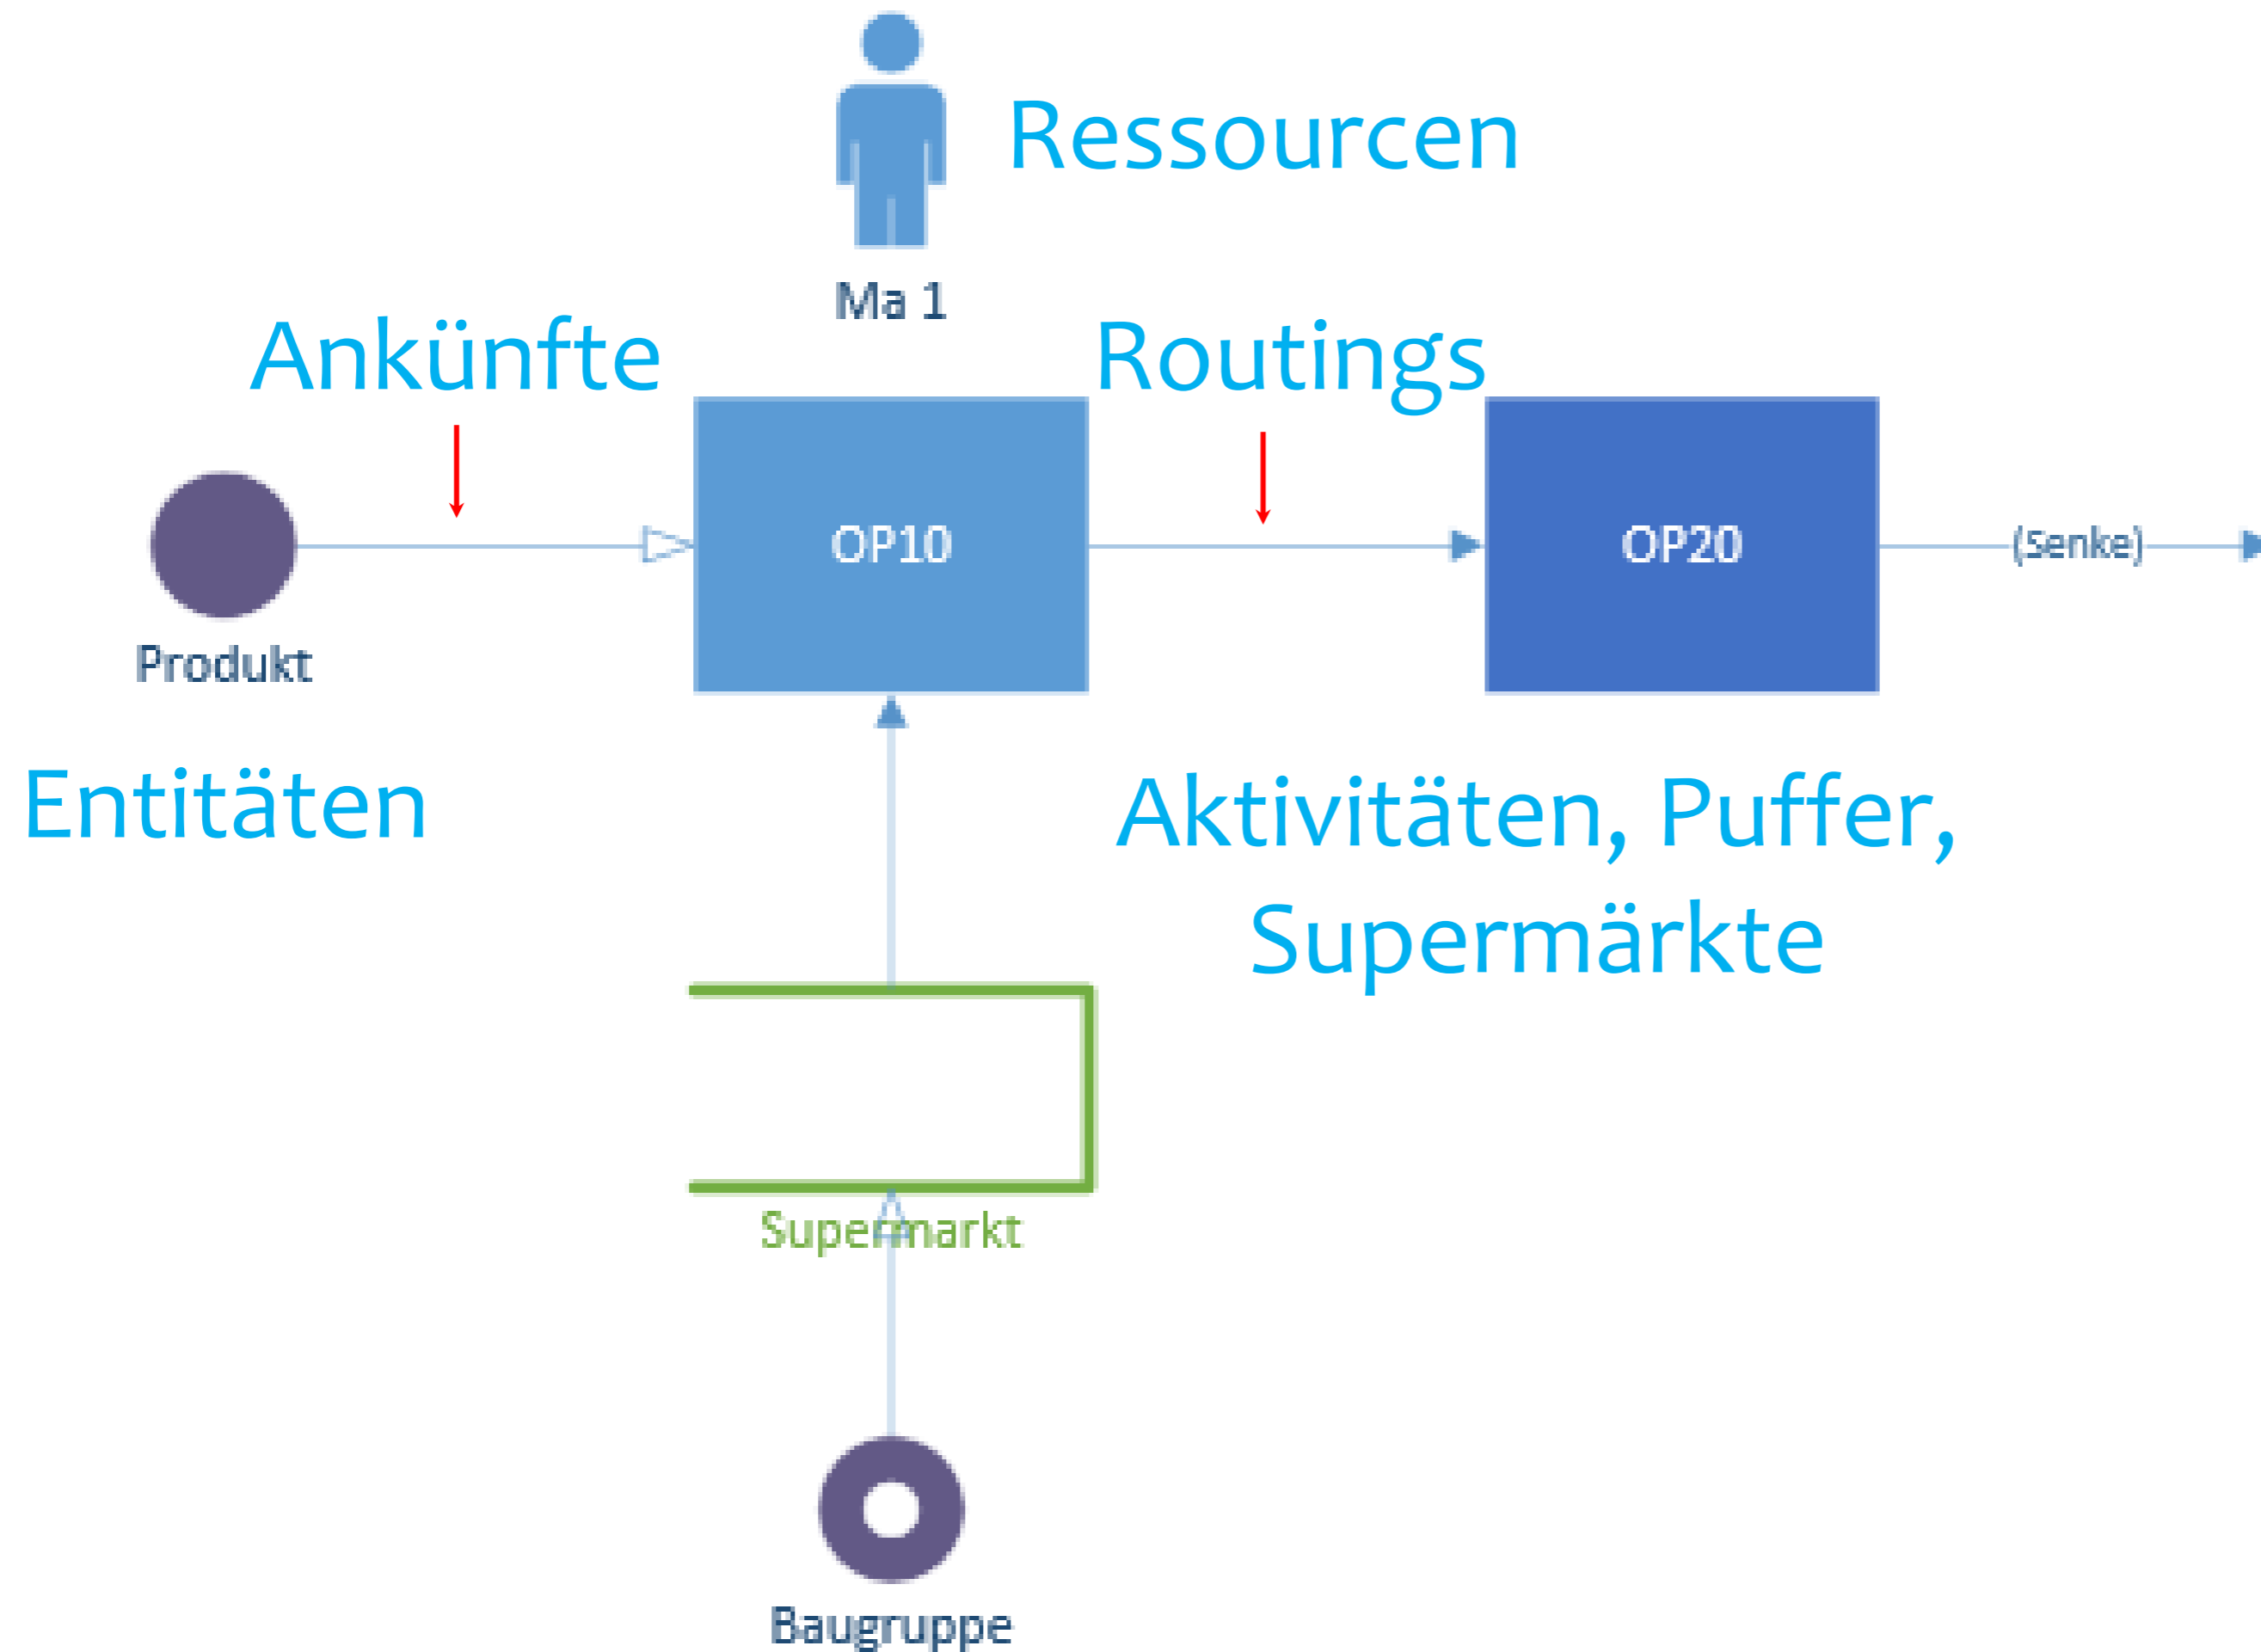 Ressourcen
Ma 1
Ankünfte
Routings
OP10
OP20
(Senke)
Produkt
Entitäten
Aktivitäten, Puffer,
Supermärkte
Supermarkt
Baugruppe